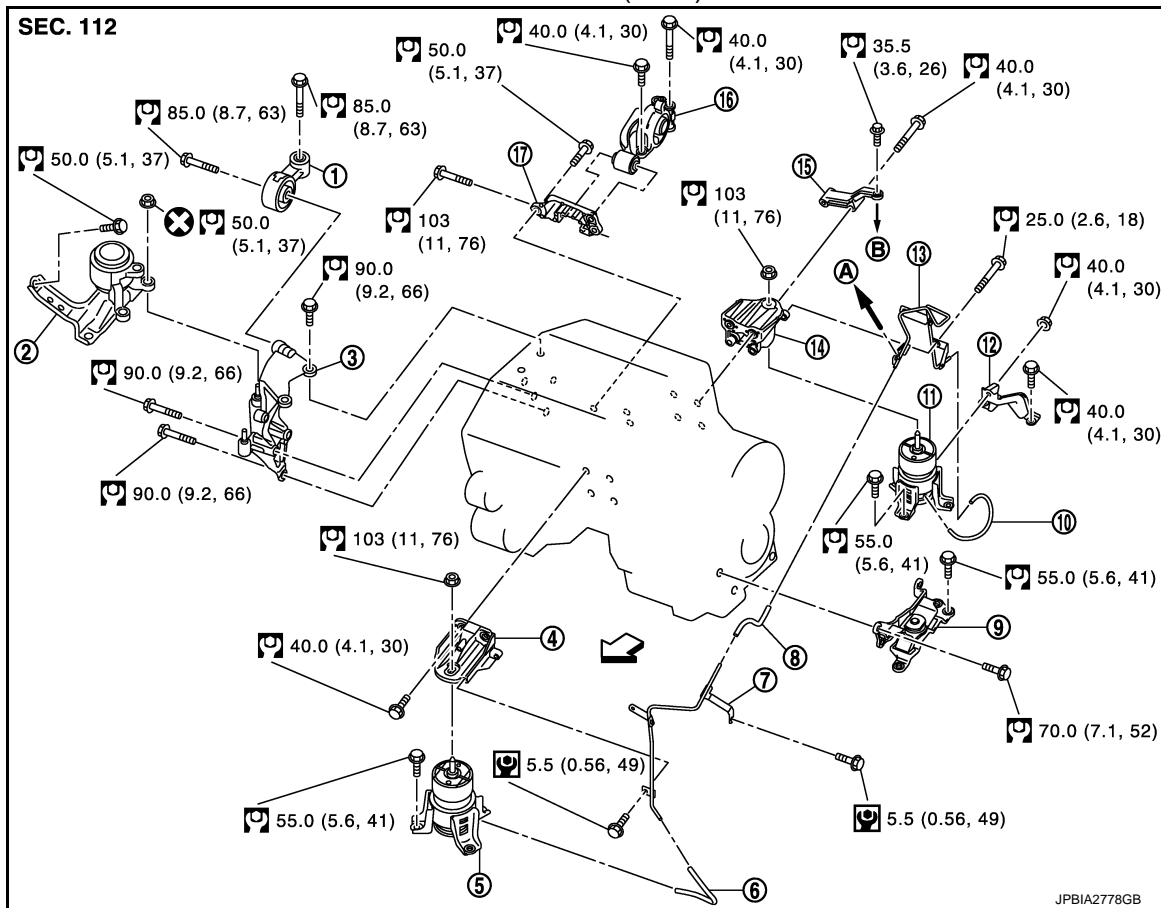 SEC. 112
40.0 (4.1, 30)
40.0
(4.1, 30)
35.5
(3.6, 26)
40.0
(4.1, 30)
50.0
(5.1, 37)
85.0 (8.7, 63)
85.0
(8.7, 63)
16
50.0 (5.1, 37)
1
17
15
103
(11, 76)
103
(11, 76)
50.0
(5.1, 37)
B
25.0 (2.6, 18)
90.0
(9.2, 66)
A
13
40.0
(4.1, 30)
2
3
14
12
90.0 (9.2, 66)
11
40.0
(4.1, 30)
90.0 (9.2, 66)
10
103 (11, 76)
55.0
(5.6, 41)
55.0 (5.6, 41)
4
9
40.0 (4.1, 30)
8
7
70.0 (7.1, 52)
5.5 (0.56, 49)
55.0 (5.6, 41)
5.5 (0.56, 49)
5
6
JPBIA2778GB